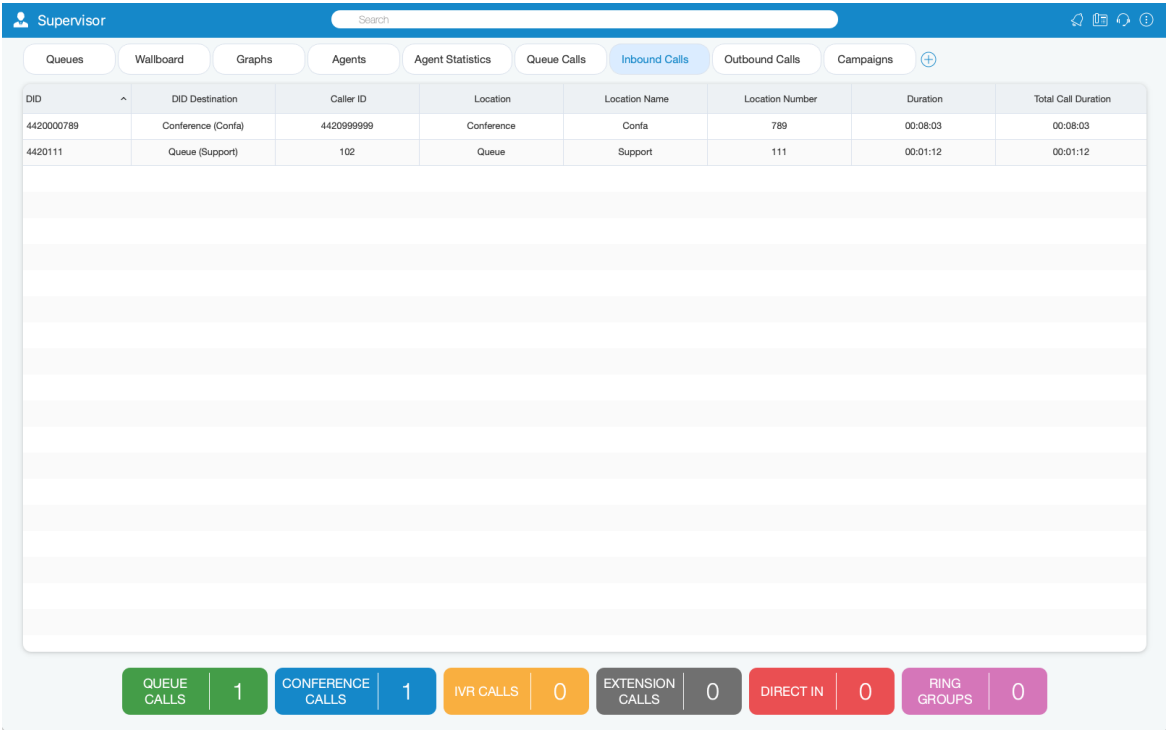 Supervisor
Search
Queues Wallboard Graphs Agents Agent Statistics Queue Calls Inbound Calls Outbound Calls Campaigns
DID DID Destination Caller ID Location Location Name Location Number Duration Total Call Duration
4420000789 Conference (Confa) 4420999999 Conference Confa 789 00:08:03 00:08:03
4420111 Queue (Support) 102 Queue Support 111 00:01:12 00:01:12
QUEUE
CALLS
1
CONFERENCE
CALLS
1
IVR CALLS
0
EXTENSION
CALLS
0
DIRECT IN
0
RING
GROUPS
0